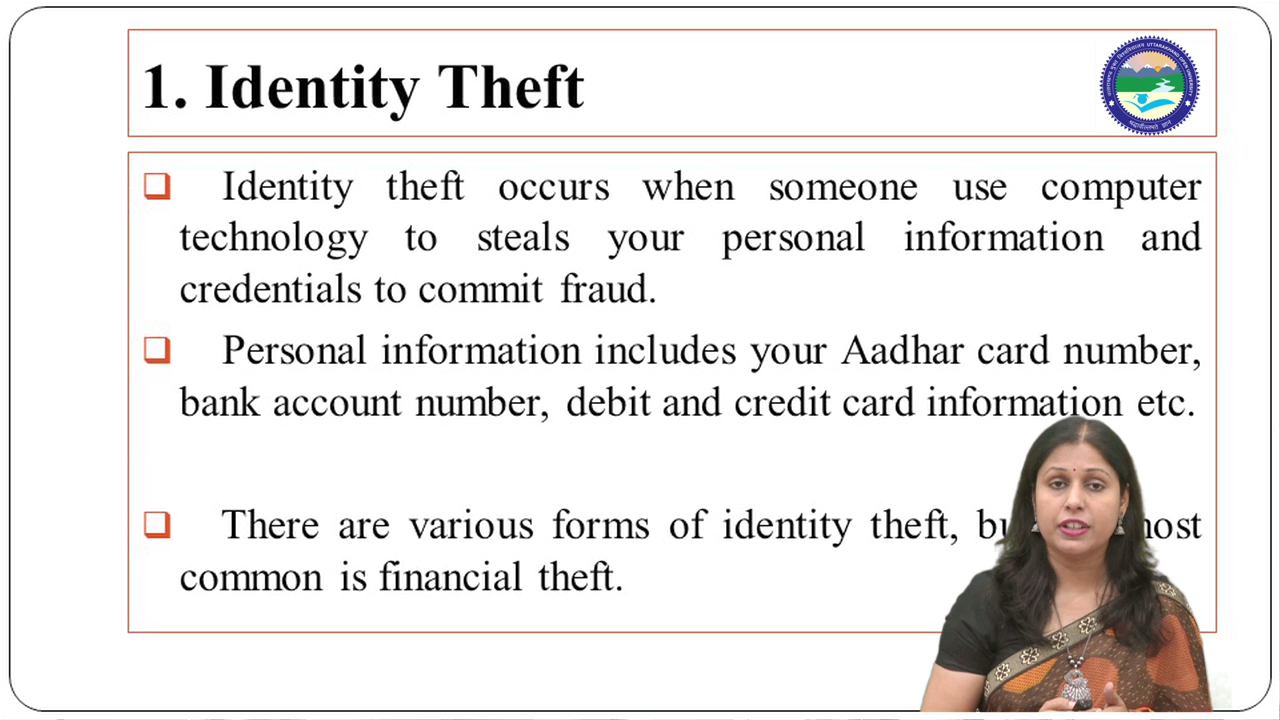 1. Identity Theft
Identity theft occurs when someone use computer
technology to steals your personal information and
credentials to commit fraud.
Personal information includes your Aadhar card number,
bank account number, debit and credit card information etc.
There are various forms of identity theft,
common is financial theft.